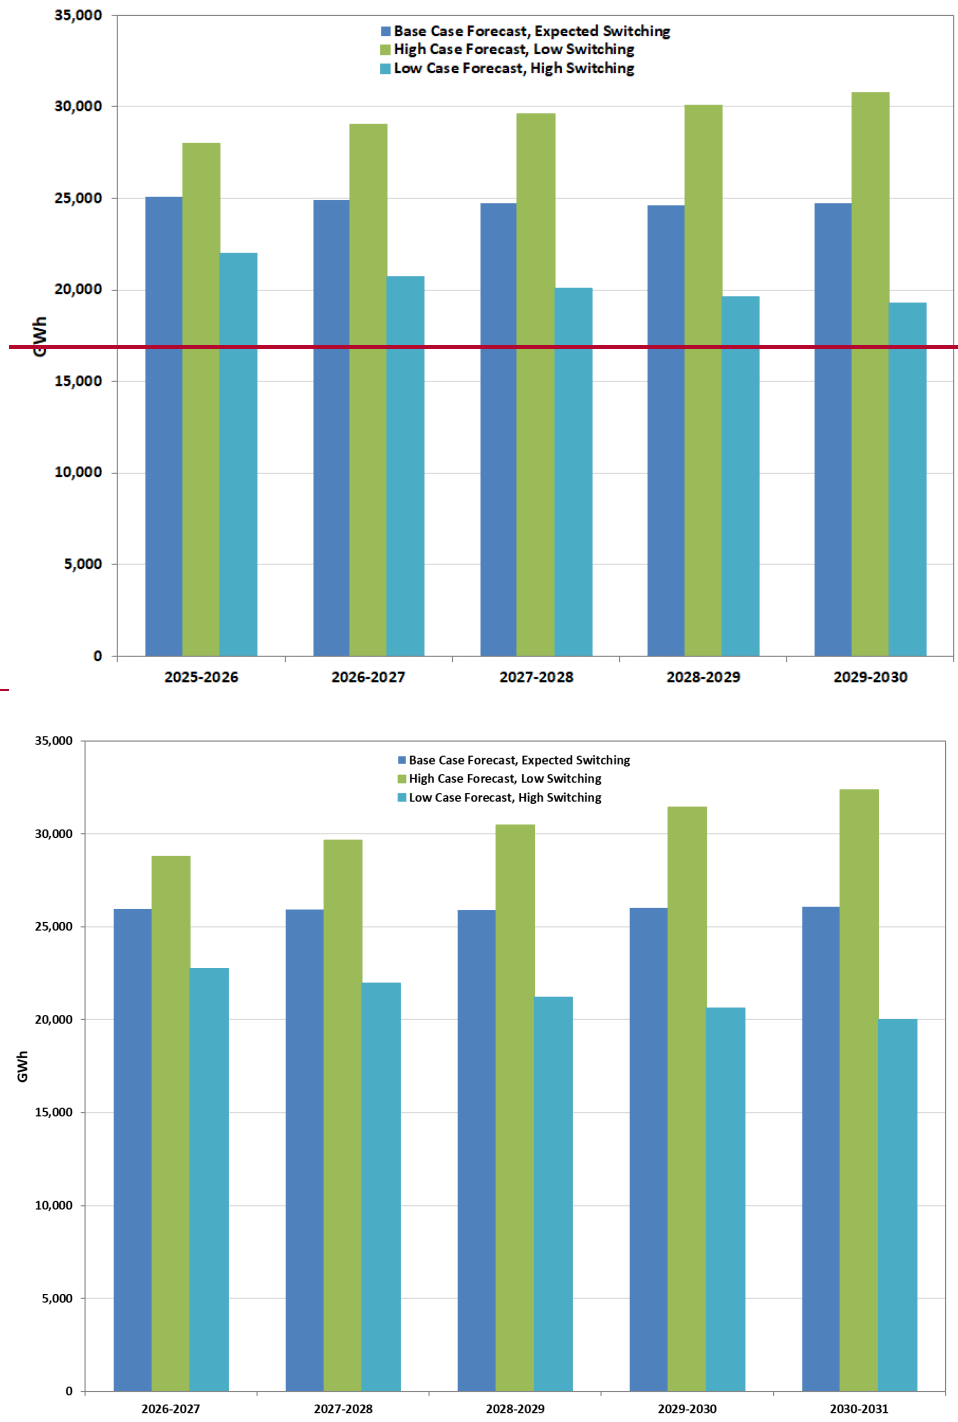 35,000
Base Case Forecast, Expected Switching
High Case Forecast, Low Switching
Low Case Forecast, High Switching
30,000
25,000
20,000
GWh
15,000
10,000
5,000
0
2025-2026 2026-2027 2027-2028 2028-2029 2029-2030
35,000
Base Case Forecast, Expected Switching
High Case Forecast, Low Switching
Low Case Forecast, High Switching
30,000
25,000
20,000
GWh
15,000
10,000
5,000
0
2026-2027 2027-2028 2028-2029 2029-2030 2030-2031